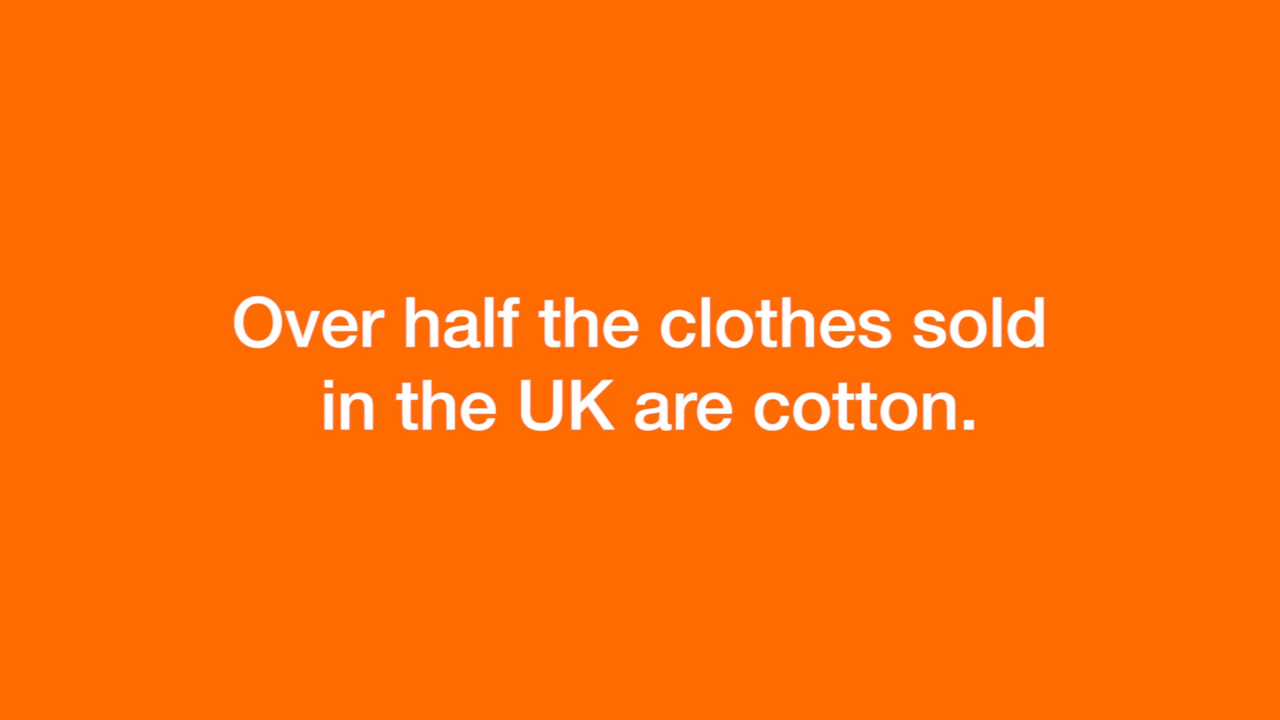 Over half the clothes sold
in the UK are cotton.